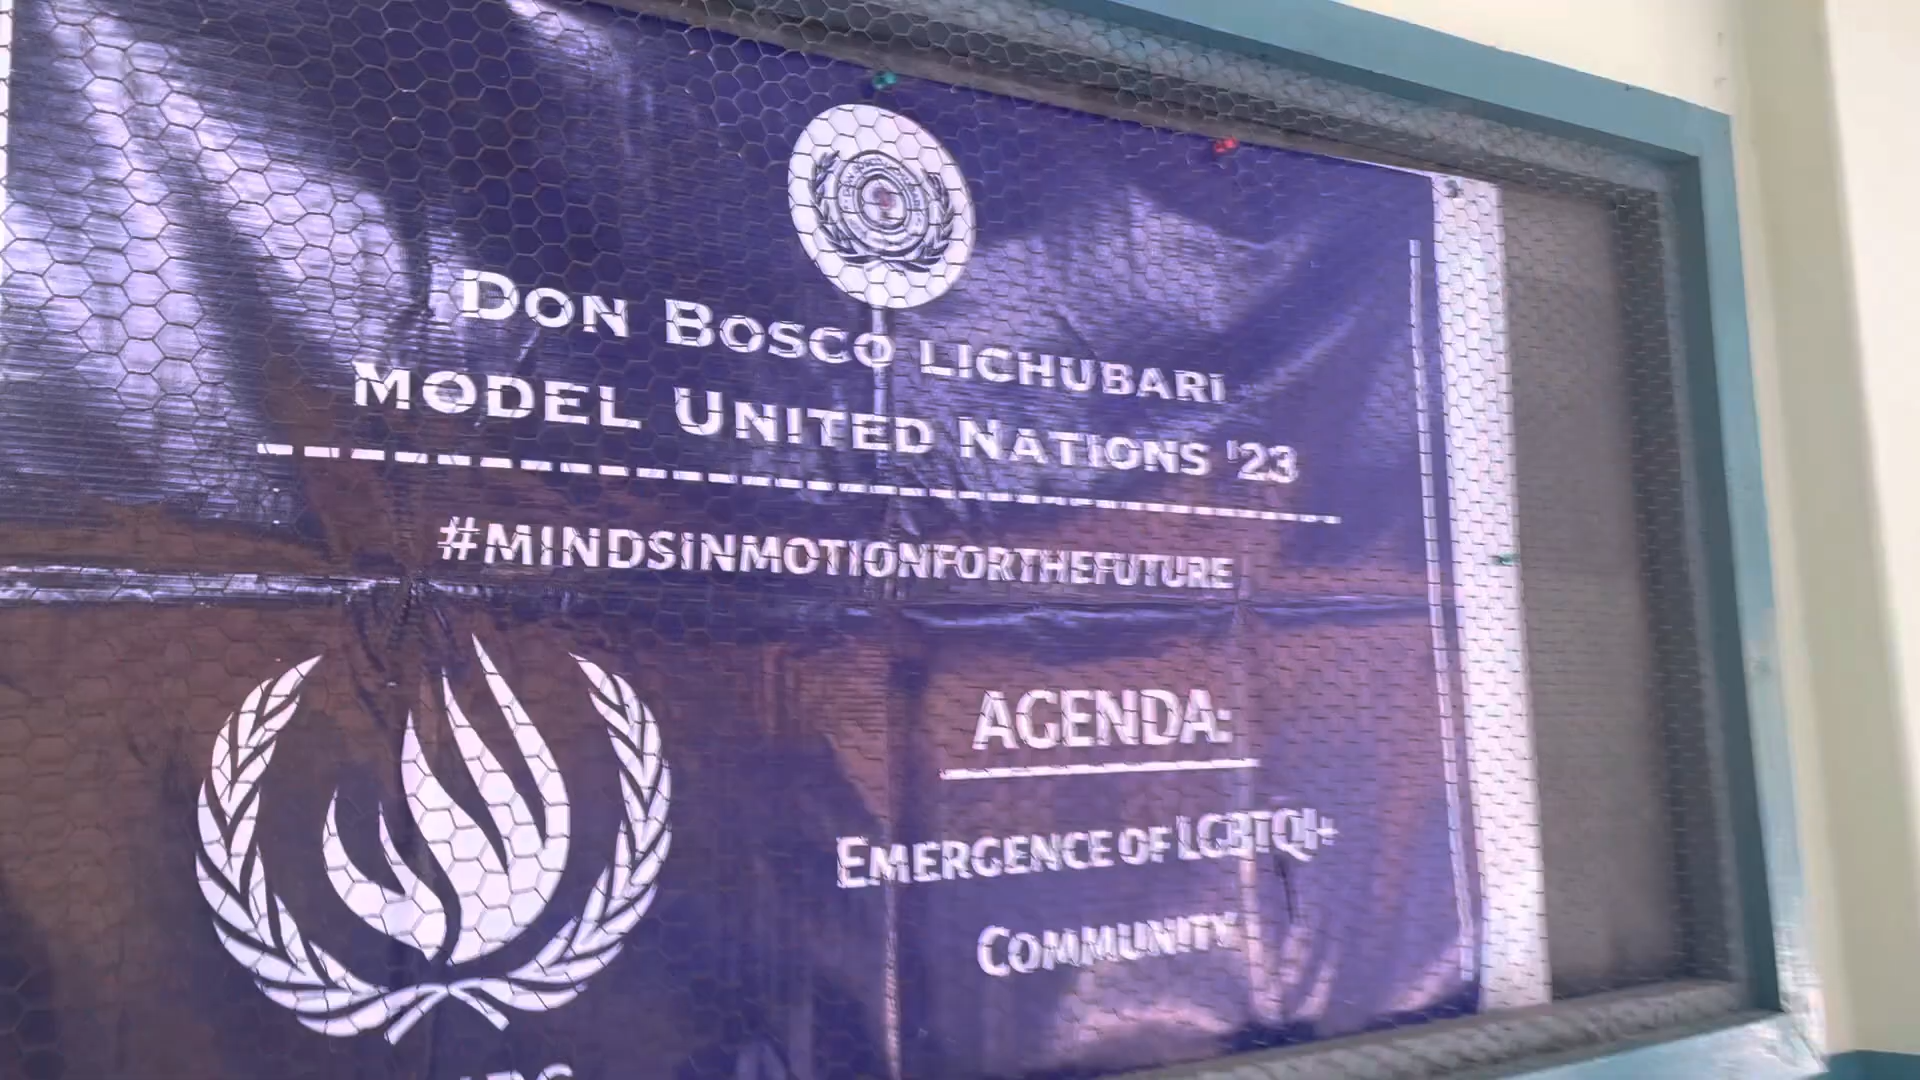 DON BOSCO LICHUBARI
MODEL UNITED NATIONS '23
#MINDSINMOTIONFORTHEFUTURE
AGENDA:
EMERGENCE OF LGBTQI+
COMMUNITY